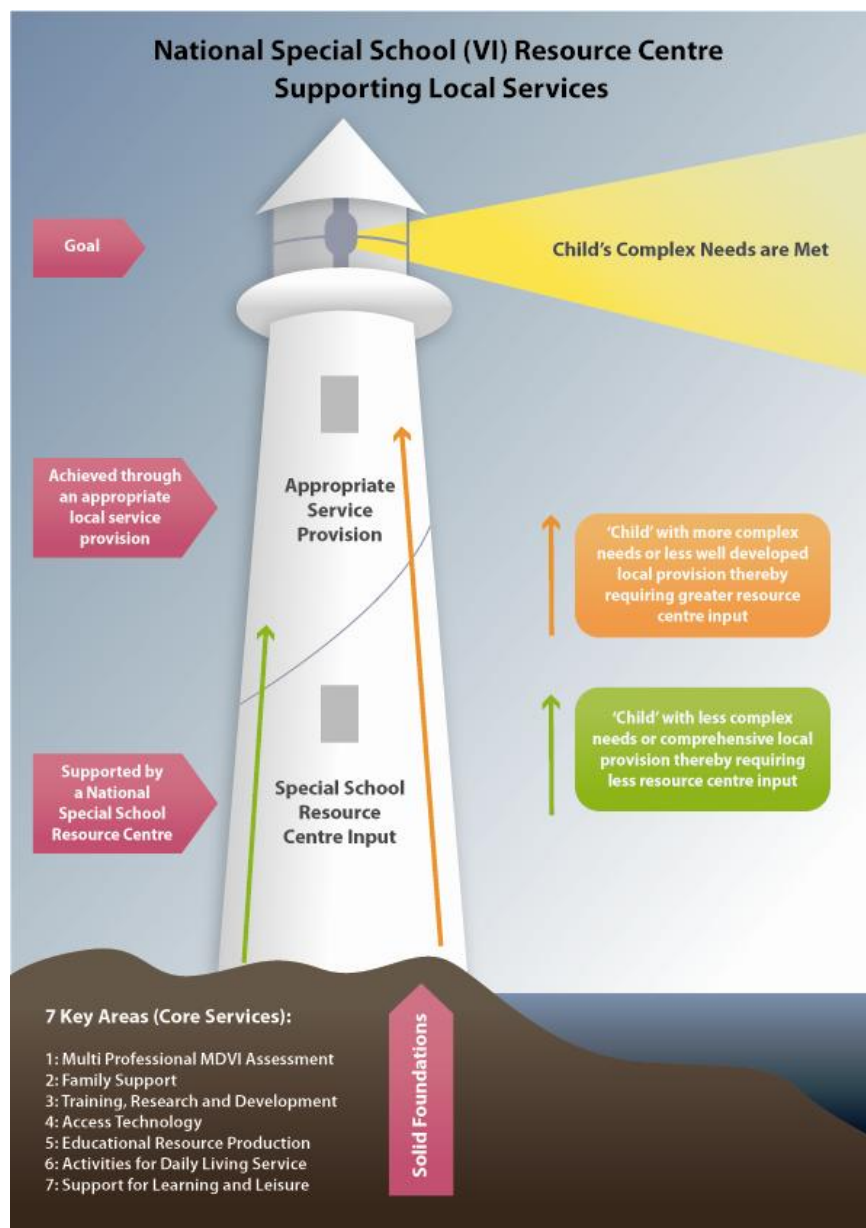 National Special School (VI) Resource Centre
Supporting Local Services
Goal
Child's Complex Needs are Met
Achieved through
an appropriate
local service
provision
Appropriate
Service
Provision
'Child' with more complex
needs or less well developed
local provision thereby
requiring greater resource
centre input
'Child' with less complex
needs or comprehensive local
provision thereby requiring
less resource centre input
Supported by
a National
Special School
Resource Centre
Special School
Resource
Centre Input
7 Key Areas (Core Services):
1: Multi Professional MDVI Assessment
2: Family Support
3: Training, Research and Development
4: Access Technology
5: Educational Resource Production
6: Activities for Daily Living Service
7: Support for Learning and Leisure
Solid Foundations